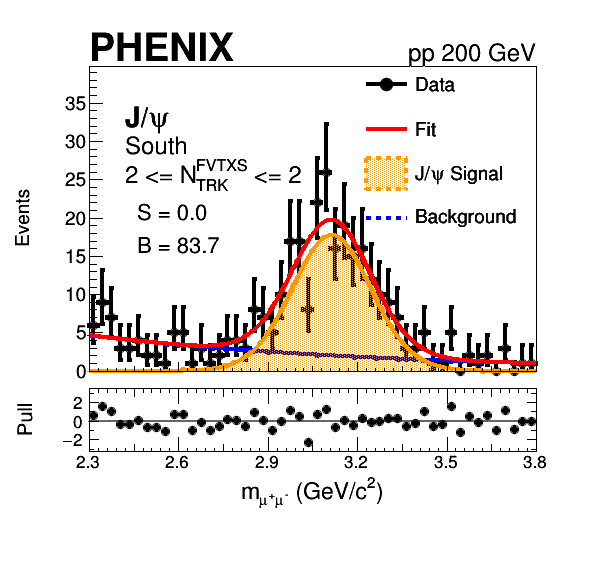 PHENIX pp 200 GeV
Data
Fit
J/ψ Signal
Background
J/ψ
South
2 <= N_TRK^FVTXS <= 2
S = 0.0
B = 83.7
Events
35
30
25
20
15
10
5
0
Pull
2
0
−2
2.3 2.6 2.9 3.2 3.5 3.8
m_μ⁺μ⁻ (GeV/c²)